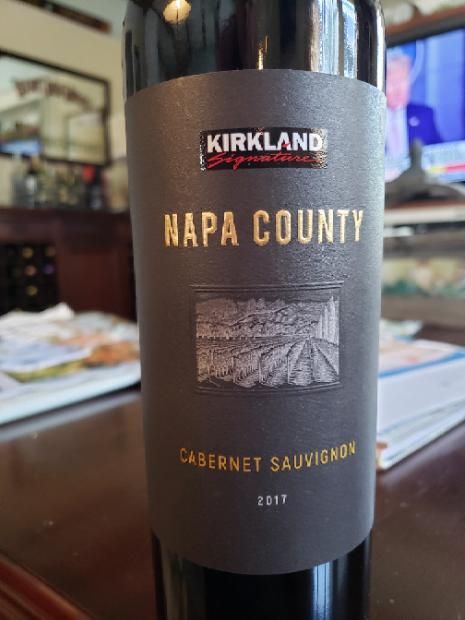 KIRKLAND
Signature
NAPA COUNTY
CABERNET SAUVIGNON
2017